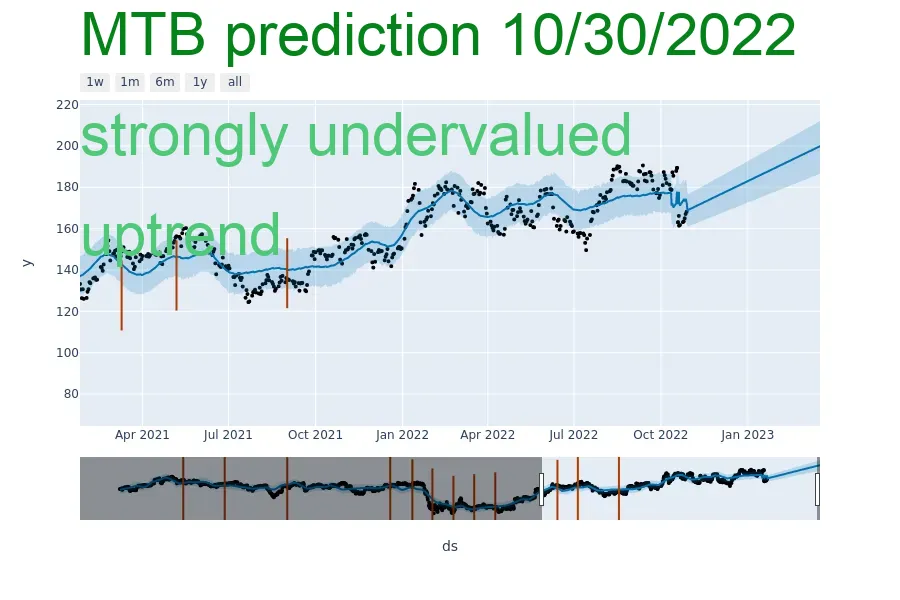 MTB prediction 10/30/2022
1w 1m 6m 1y all
220
strongly undervalued
200
180
160
uptrend
140
120
100
80
y
Apr 2021 Jul 2021 Oct 2021 Jan 2022 Apr 2022 Jul 2022 Oct 2022 Jan 2023
ds